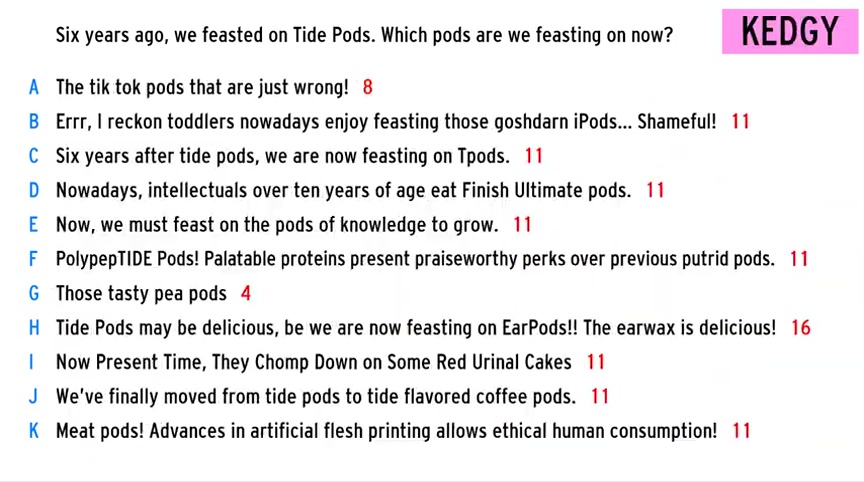 Six years ago, we feasted on Tide Pods. Which pods are we feasting on now?
KEDGY
A The tik tok pods that are just wrong! 8
B Errr, I reckon toddlers nowadays enjoy feasting those goshdarn iPods... Shameful! 11
C Six years after tide pods, we are now feasting on Tpods. 11
D Nowadays, intellectuals over ten years of age eat Finish Ultimate pods. 11
E Now, we must feast on the pods of knowledge to grow. 11
F PolypepTIDE Pods! Palatable proteins present praiseworthy perks over previous putrid pods. 11
G Those tasty pea pods 4
H Tide Pods may be delicious, be we are now feasting on EarPods!! The earwax is delicious! 16
I Now Present Time, They Chomp Down on Some Red Urinal Cakes 11
J We've finally moved from tide pods to tide flavored coffee pods. 11
K Meat pods! Advances in artificial flesh printing allows ethical human consumption! 11